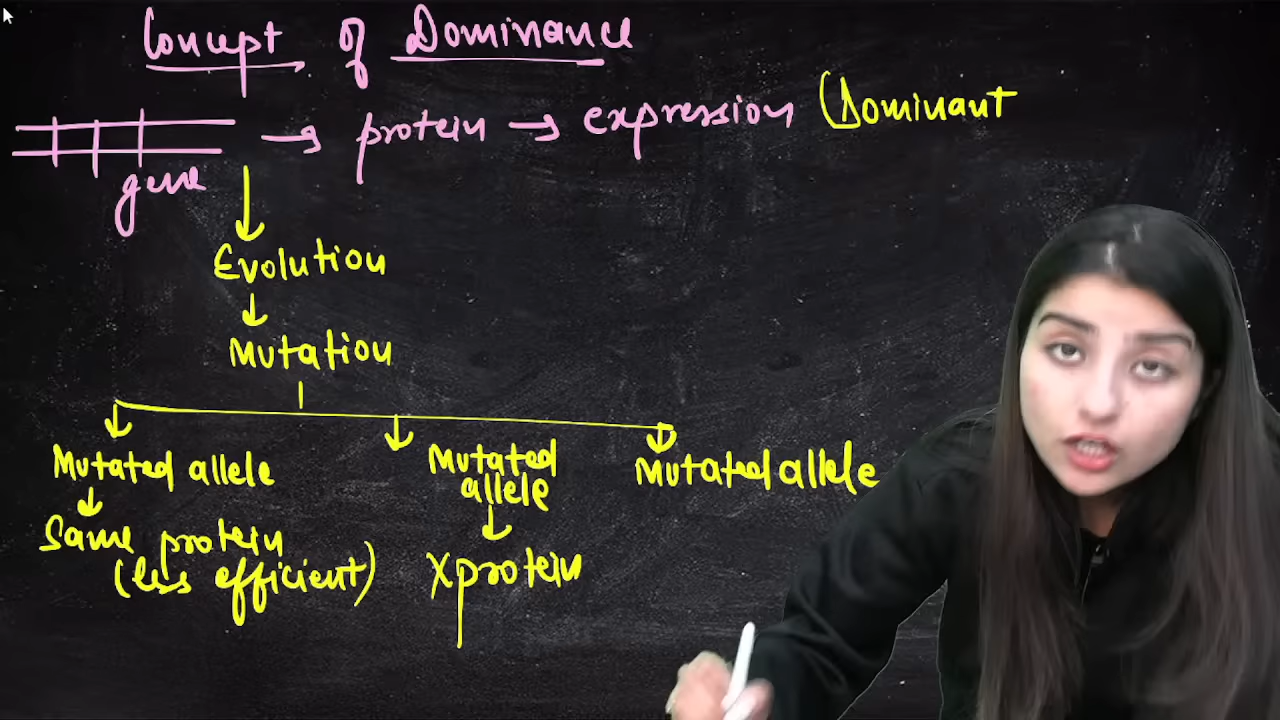 Concept of Dominance
→ protein → expression (Dominant
gene
Evolution
Mutation
Mutated allele
Same protein
(less efficient)
Mutated
allele
X protein
Mutated allele